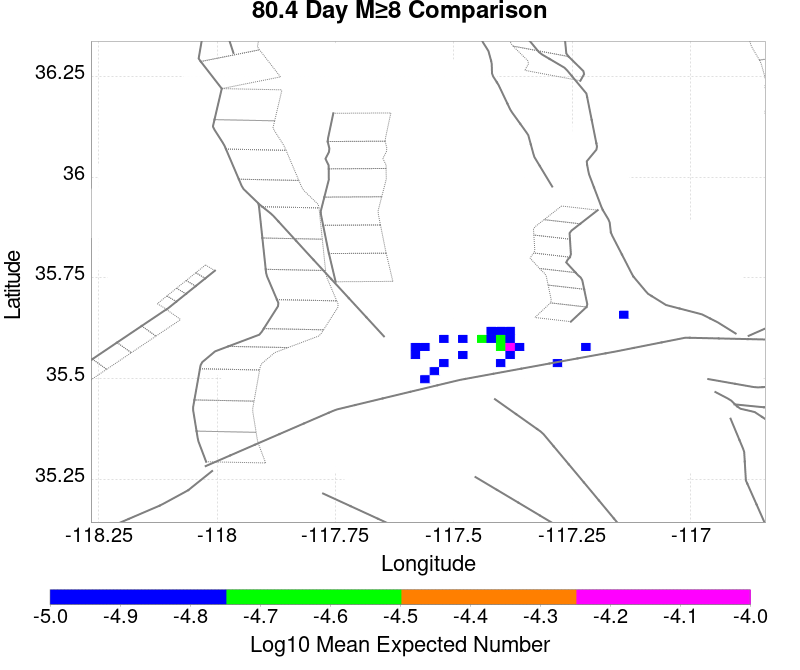 80.4 Day M≥8 Comparison
36.25
36
35.75
35.5
35.25
Latitude
-118.25 -118 -117.75 -117.5 -117.25 -117
Longitude
-5.0 -4.9 -4.8 -4.7 -4.6 -4.5 -4.4 -4.3 -4.2 -4.1 -4.0
Log10 Mean Expected Number